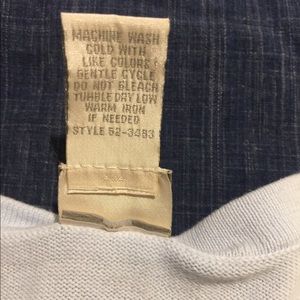 MACHINE WASH
COLD WITH
LIKE COLORS
GENTLE CYCLE
DO NOT BLEACH
TUMBLE DRY LOW
WARM IRON
IF NEEDED
STYLE 52-3483